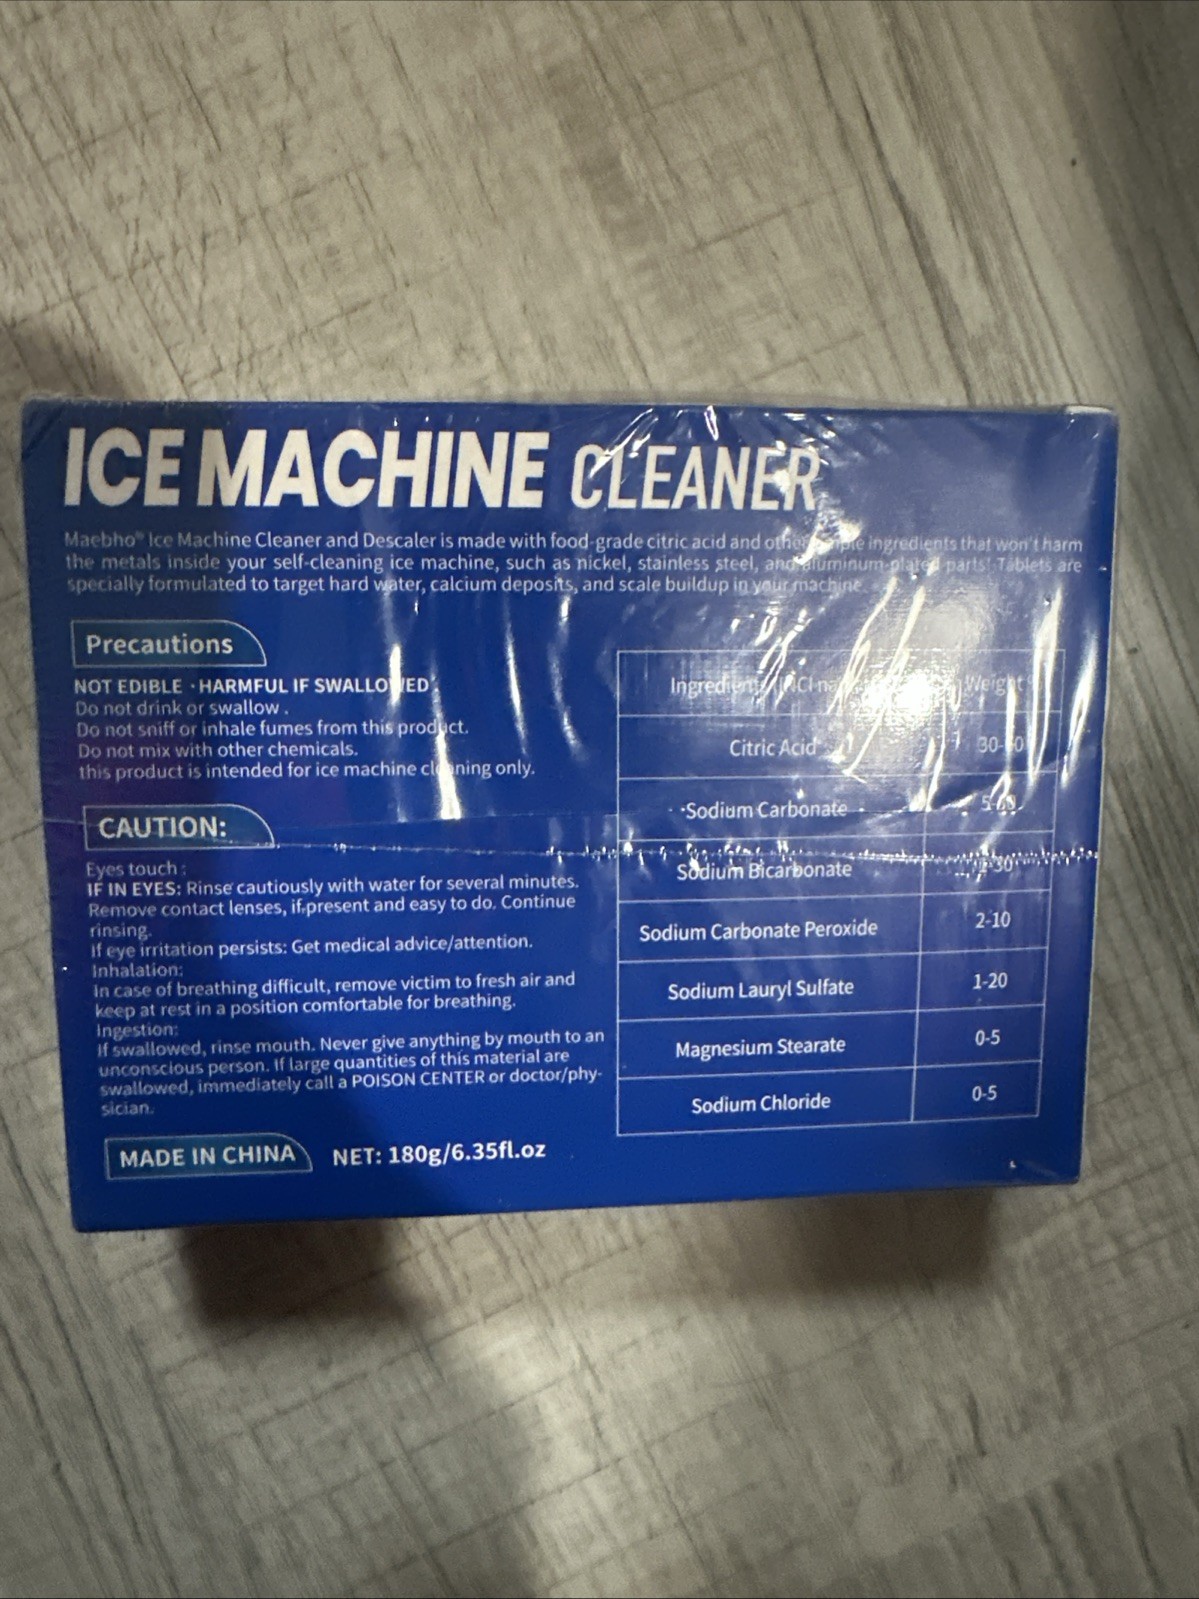 ICE MACHINE CLEANER
Maebho® Ice Machine Cleaner and Descaler is made with food-grade citric acid and other ingredients that won't harm
the metals inside your self-cleaning ice machine, such as nickel, stainless steel, and aluminum-plated parts! Tablets are
specially formulated to target hard water, calcium deposits, and scale buildup in your machine.
Precautions
NOT EDIBLE · HARMFUL IF SWALLOWED.
Do not drink or swallow .
Do not sniff or inhale fumes from this product.
Do not mix with other chemicals.
this product is intended for ice machine cleaning only.
CAUTION:
Eyes touch :
IF IN EYES: Rinse cautiously with water for several minutes.
Remove contact lenses, if present and easy to do. Continue
rinsing.
If eye irritation persists: Get medical advice/attention.
Inhalation:
In case of breathing difficult, remove victim to fresh air and
keep at rest in a position comfortable for breathing.
Ingestion:
If swallowed, rinse mouth. Never give anything by mouth to an
unconscious person. If large quantities of this material are
swallowed, immediately call a POISON CENTER or doctor/phy-
sician.
MADE IN CHINA NET: 180g/6.35fl.oz
Weight
Citric Acid
Sodium Carbonate
Sodium Bicarbonate
Sodium Carbonate Peroxide 2-10
Sodium Lauryl Sulfate 1-20
Magnesium Stearate 0-5
Sodium Chloride 0-5